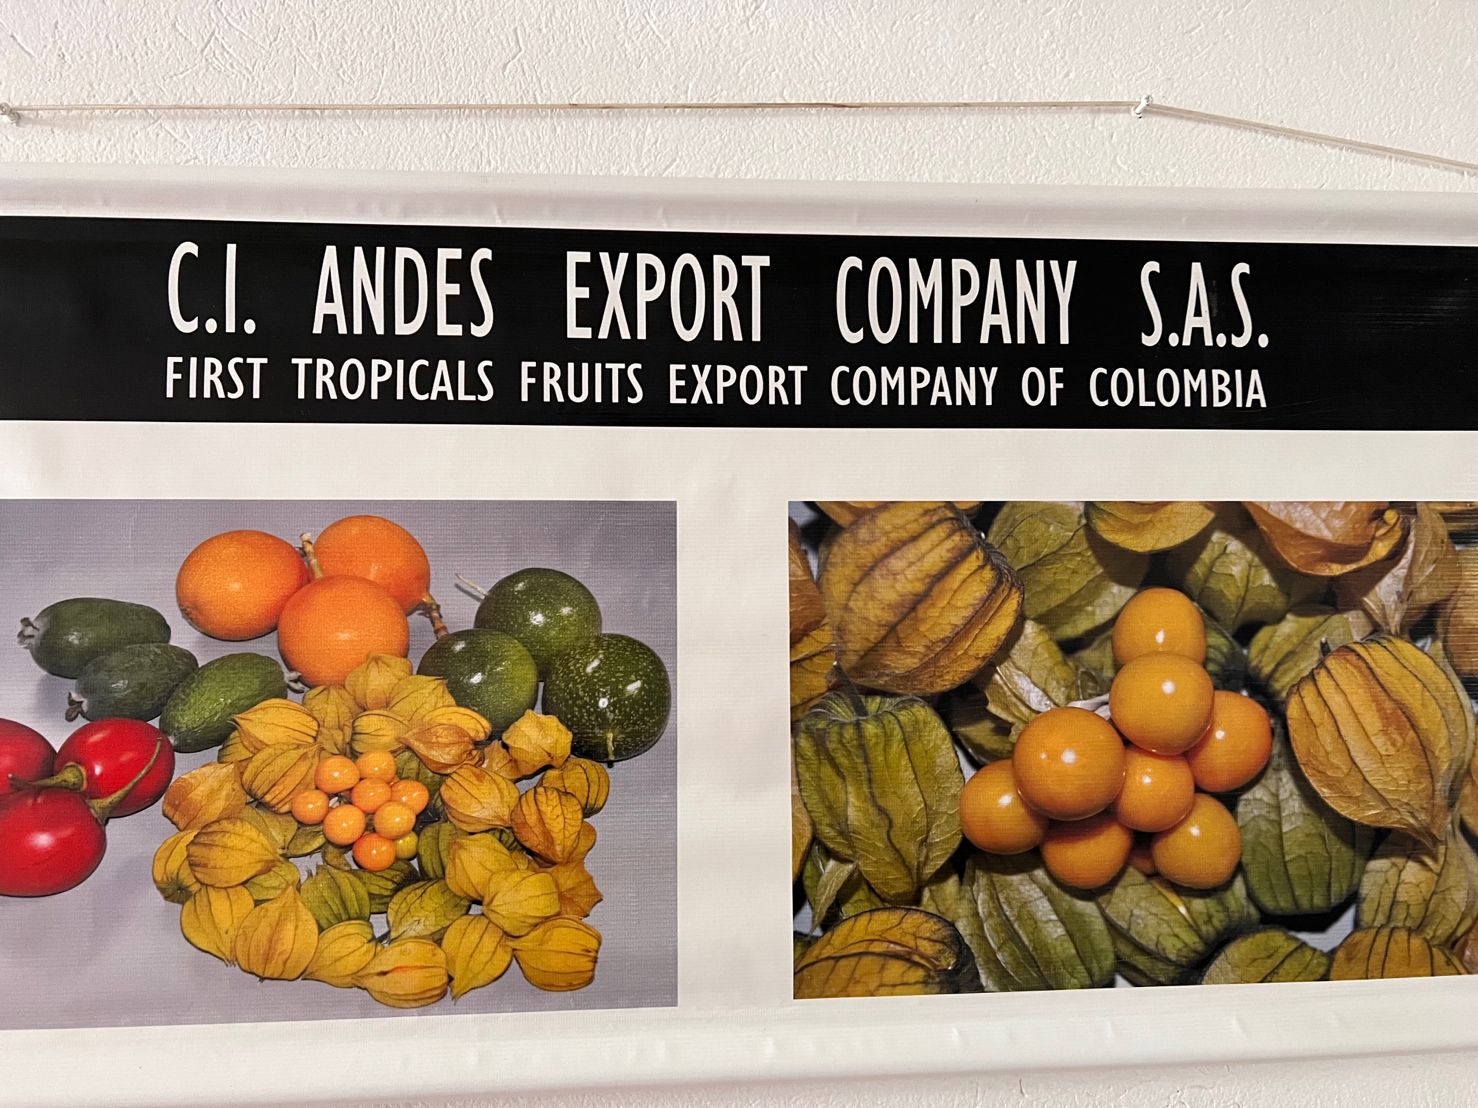 C.I. ANDES EXPORT COMPANY S.A.S.
FIRST TROPICALS FRUITS EXPORT COMPANY OF COLOMBIA